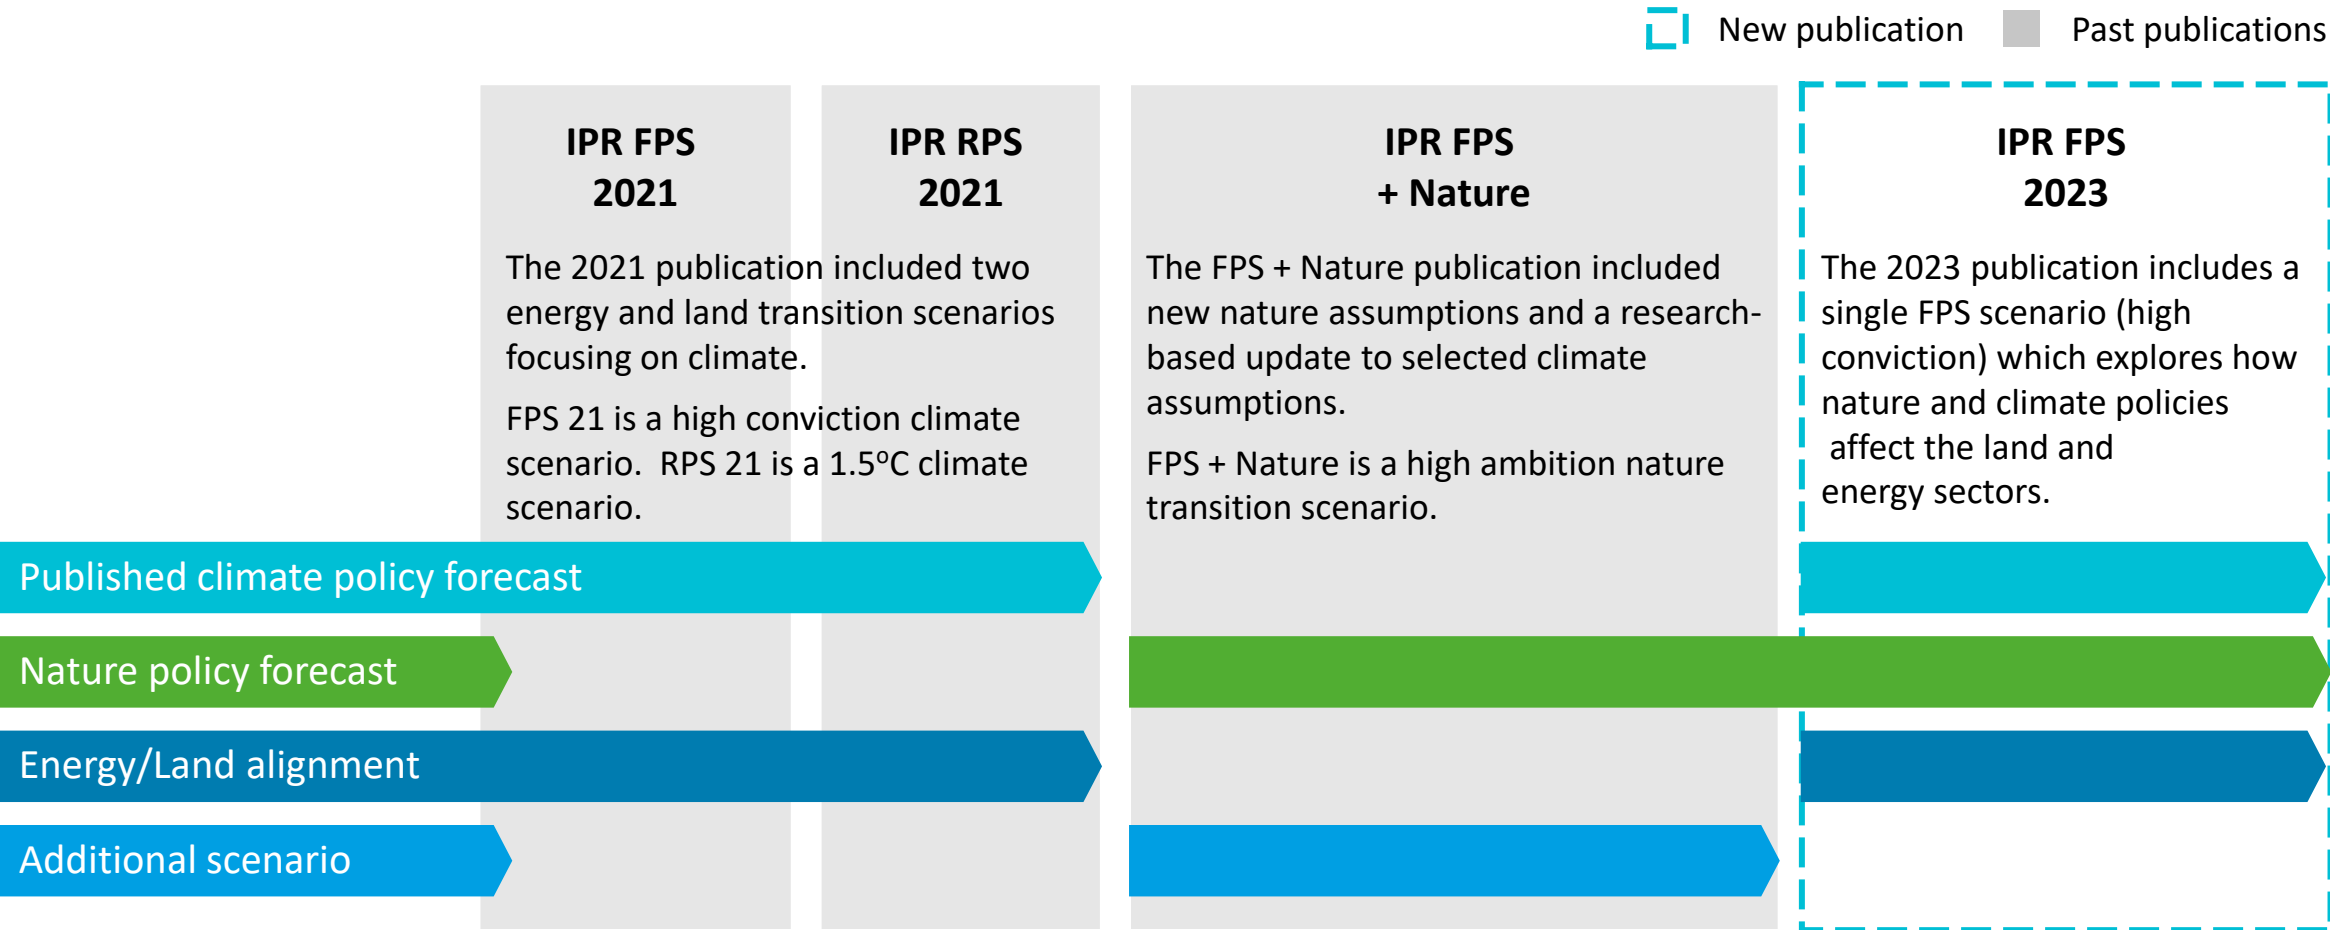 New publication
Past publications
IPR FPS
2021
IPR RPS
2021
The 2021 publication included two
energy and land transition scenarios
focusing on climate.
FPS 21 is a high conviction climate
scenario.  RPS 21 is a 1.5ºC climate
scenario.
IPR FPS
+ Nature
The FPS + Nature publication included
new nature assumptions and a research-
based update to selected climate
assumptions.
FPS + Nature is a high ambition nature
transition scenario.
IPR FPS
2023
The 2023 publication includes a
single FPS scenario (high
conviction) which explores how
nature and climate policies
affect the land and
energy sectors.
Published climate policy forecast
Nature policy forecast
Energy/Land alignment
Additional scenario